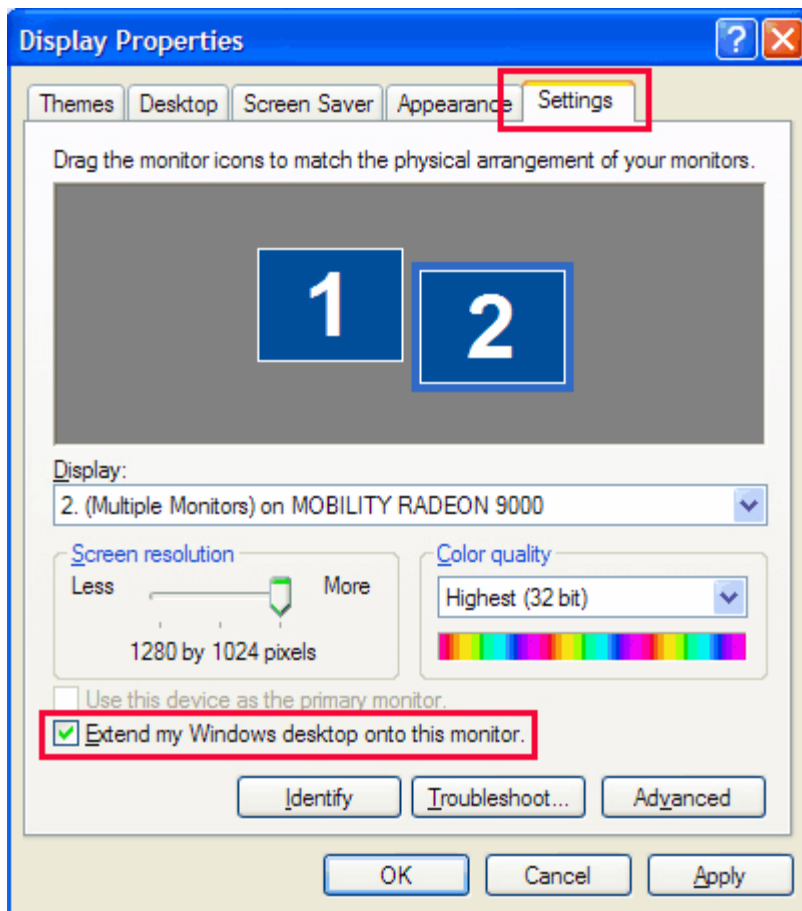 Display Properties
Themes Desktop Screen Saver Appearance Settings
Drag the monitor icons to match the physical arrangement of your monitors.
1 2
Display:
2. (Multiple Monitors) on MOBILITY RADEON 9000
Screen resolution
Less More
1280 by 1024 pixels
Color quality
Highest (32 bit)
Use this device as the primary monitor.
Extend my Windows desktop onto this monitor.
Identify Troubleshoot... Advanced
OK Cancel Apply